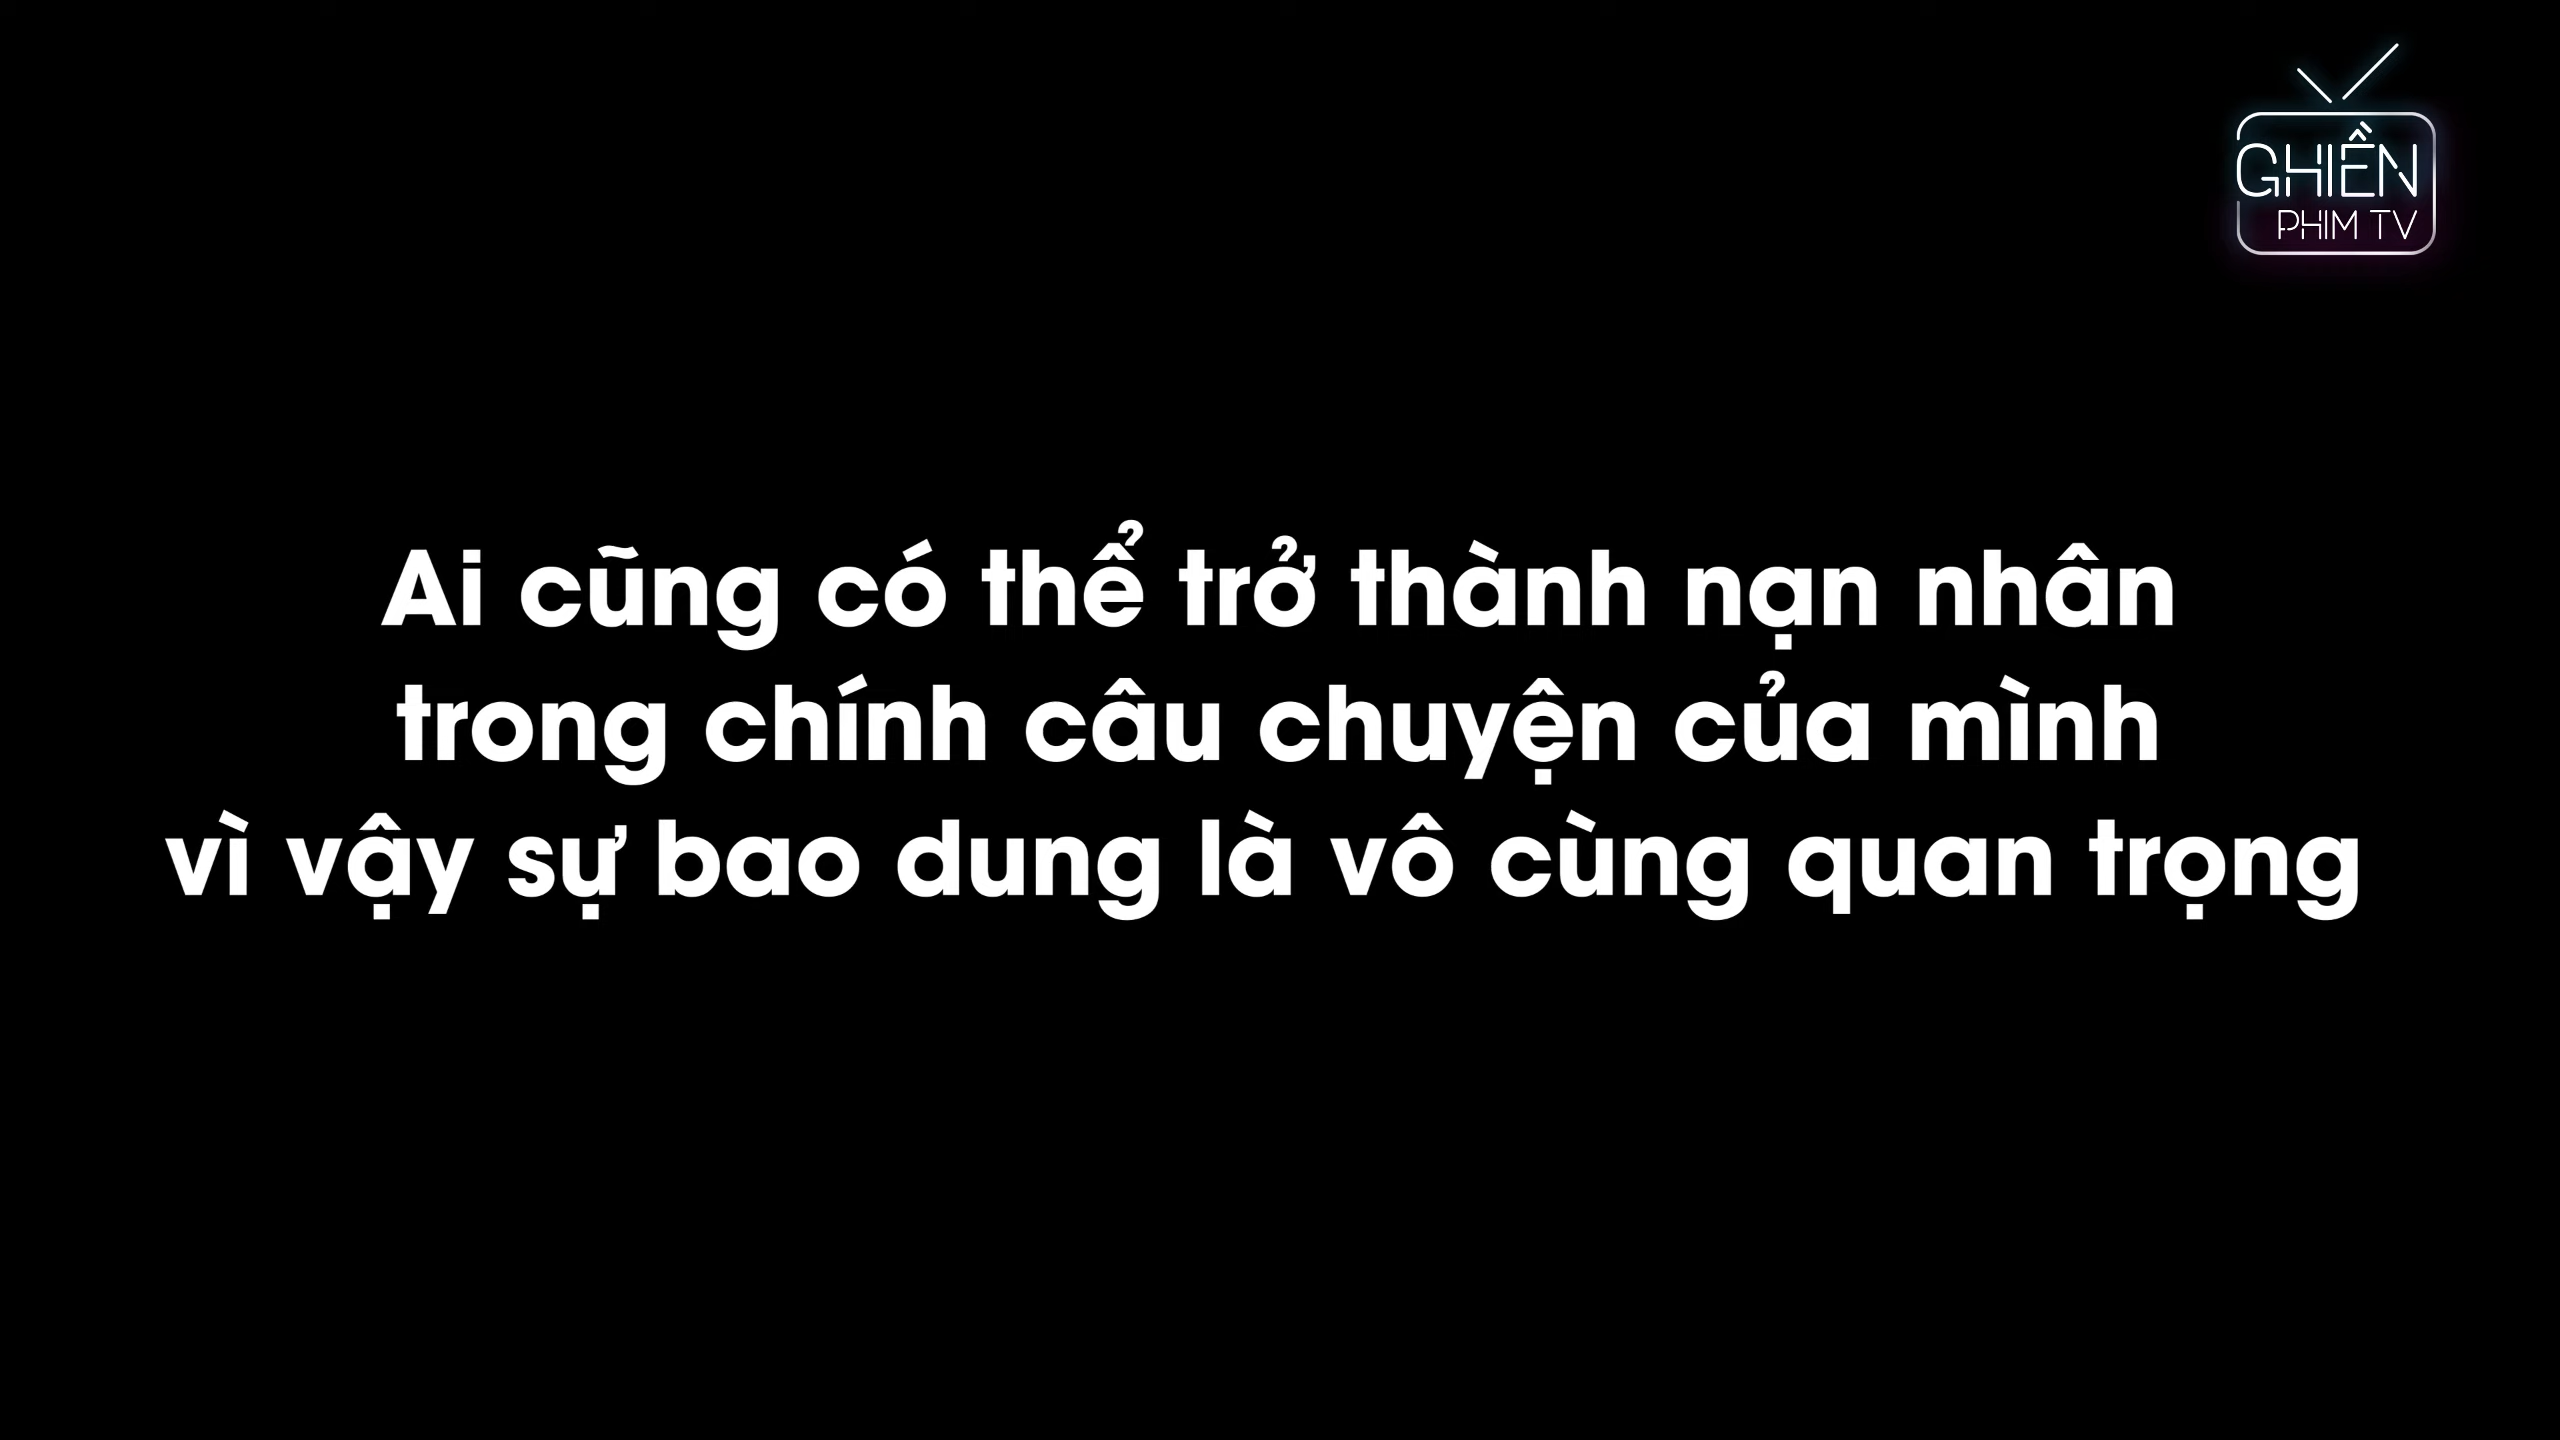 GHIỀN
PHIM TV
Ai cũng có thể trở thành nạn nhân
trong chính câu chuyện của mình
vì vậy sự bao dung là vô cùng quan trọng